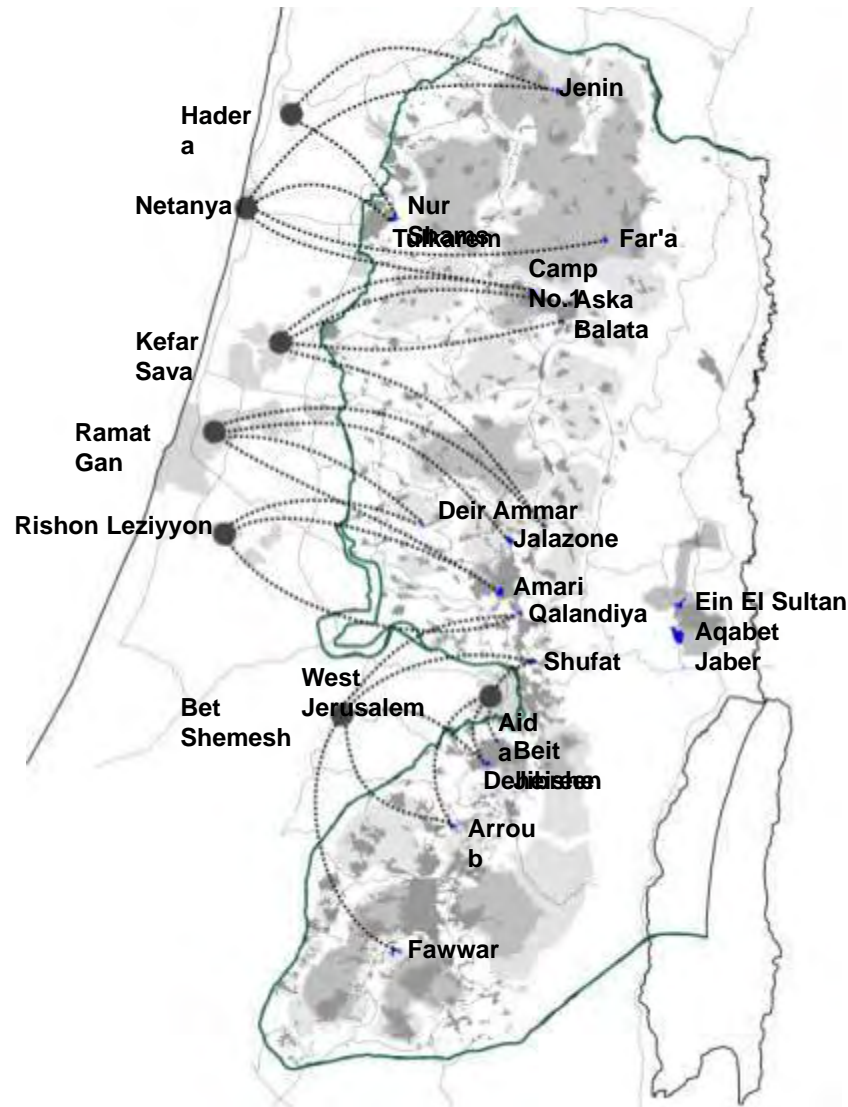 Jenin
Hader
a
Netanya
Nur
Shams
Tulkarem
Far'a
Camp
No.1
Aska
r
Balata
Kefar
Sava
Ramat
Gan
Deir Ammar
Rishon Leziyyon
Jalazone
Amari
Qalandiya
Ein El Sultan
Aqabet
Jaber
Shufat
West
Jerusalem
Bet
Shemesh
Aid
a
Beit
Arrou
b
Fawwar